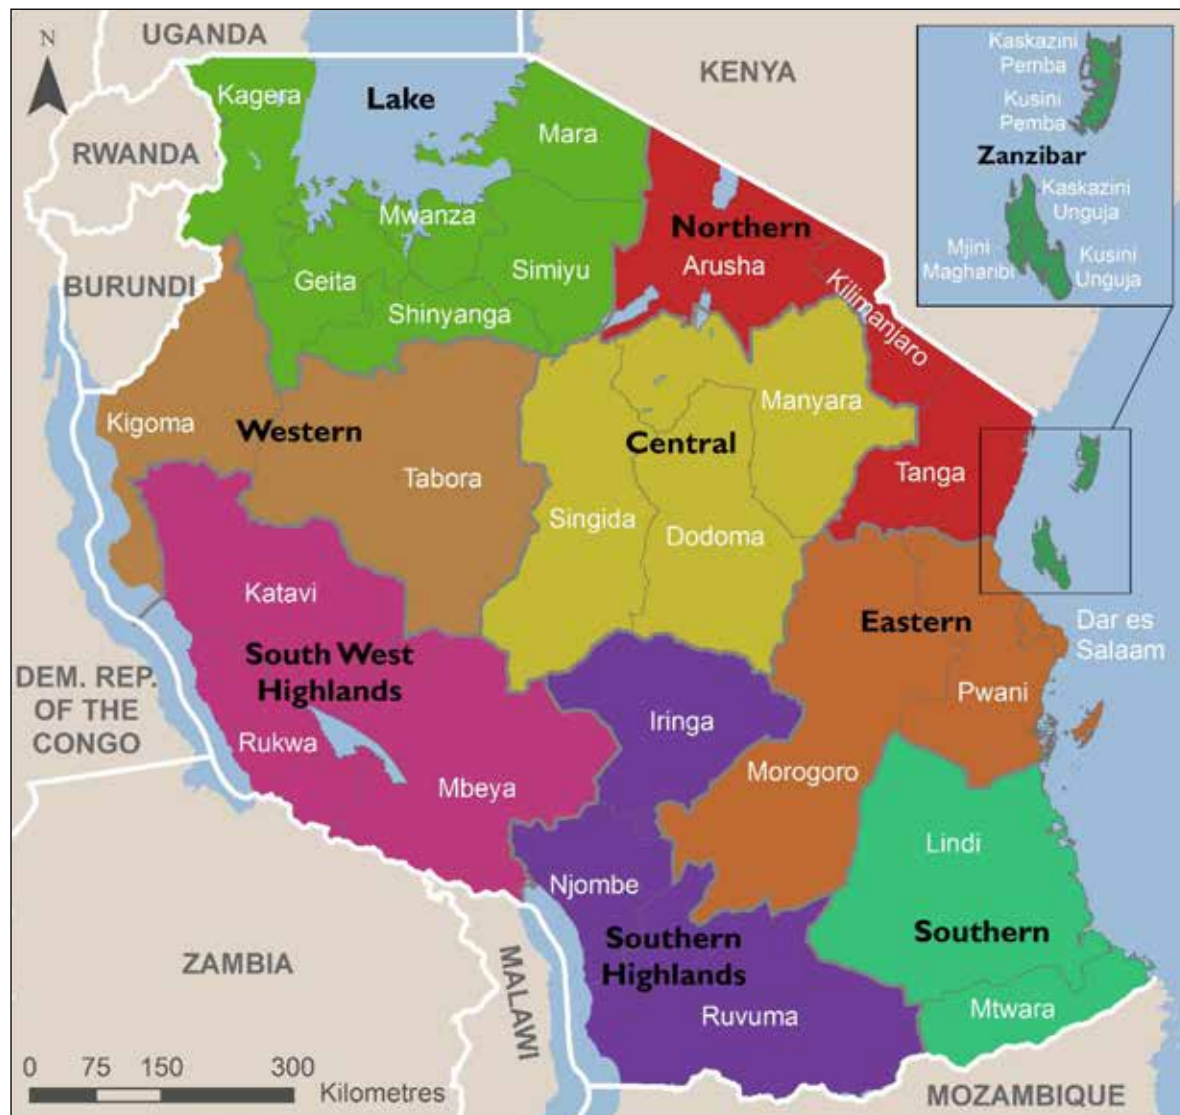 N
UGANDA
KENYA
RWANDA
BURUNDI
DEM. REP.
OF THE
CONGO
ZAMBIA
MALAWI
MOZAMBIQUE
Lake
Kagera
Mara
Mwanza
Geita
Simiyu
Shinyanga
Northern
Arusha
Kilimanjaro
Tanga
Western
Kigoma
Tabora
Central
Manyara
Singida
Dodoma
South West
Highlands
Katavi
Rukwa
Mbeya
Eastern
Dar es
Salaam
Pwani
Morogoro
Southern
Highlands
Iringa
Njombe
Ruvuma
Southern
Lindi
Mtwara
Kaskazini
Pemba
Kusini
Pemba
Zanzibar
Kaskazini
Unguja
Mjini
Magharibi
Kusini
Unguja
0 75 150 300
Kilometres